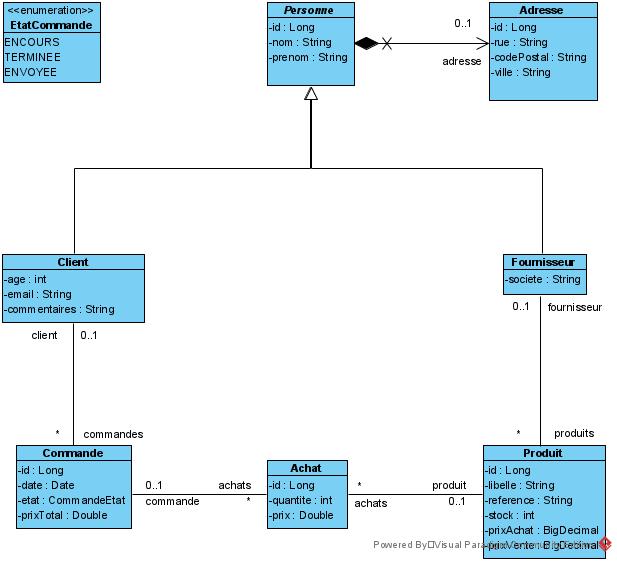 <<enumeration>>
EtatCommande
ENCOURS
TERMINEE
ENVOYEE
Personne
-id : Long
-nom : String
-prenom : String
0..1
adresse
Adresse
-id : Long
-rue : String
-codePostal : String
-ville : String
Client
-age : int
-email : String
-commentaires : String
Fournisseur
-societe : String
client
0..1
0..1
fournisseur
*
commandes
*
produits
Commande
-id : Long
-date : Date
-etat : CommandeEtat
-prixTotal : Double
0..1
achats
commande
*
Achat
-id : Long
-quantite : int
-prix : Double
*
produit
achats
0..1
Produit
-id : Long
-libelle : String
-reference : String
-stock : int
-prixAchat : BigDecimal
: BigDecimal
Powered By Visual Paradigm Community Edition